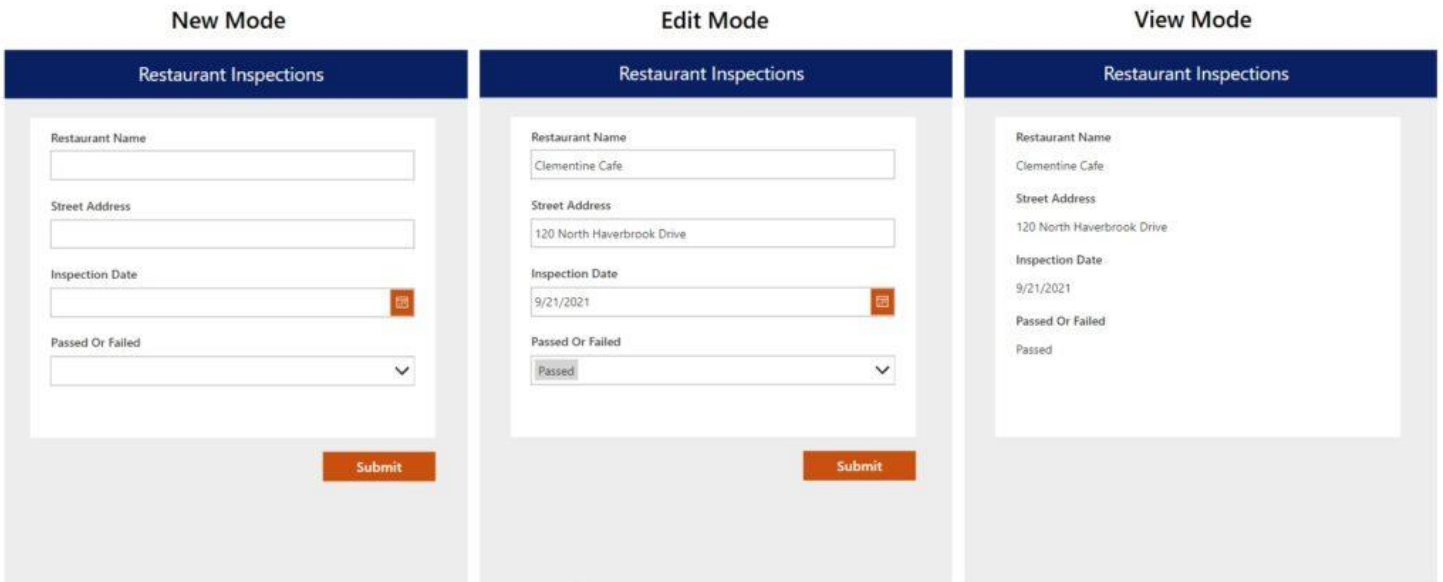 New Mode
Restaurant Inspections
Restaurant Name
Street Address
Inspection Date
Passed Or Failed
Submit
Edit Mode
Restaurant Inspections
Restaurant Name
Clementine Cafe
Street Address
120 North Haverbrook Drive
Inspection Date
9/21/2021
Passed Or Failed
Passed
Submit
View Mode
Restaurant Inspections
Restaurant Name
Clementine Cafe
Street Address
120 North Haverbrook Drive
Inspection Date
9/21/2021
Passed Or Failed
Passed